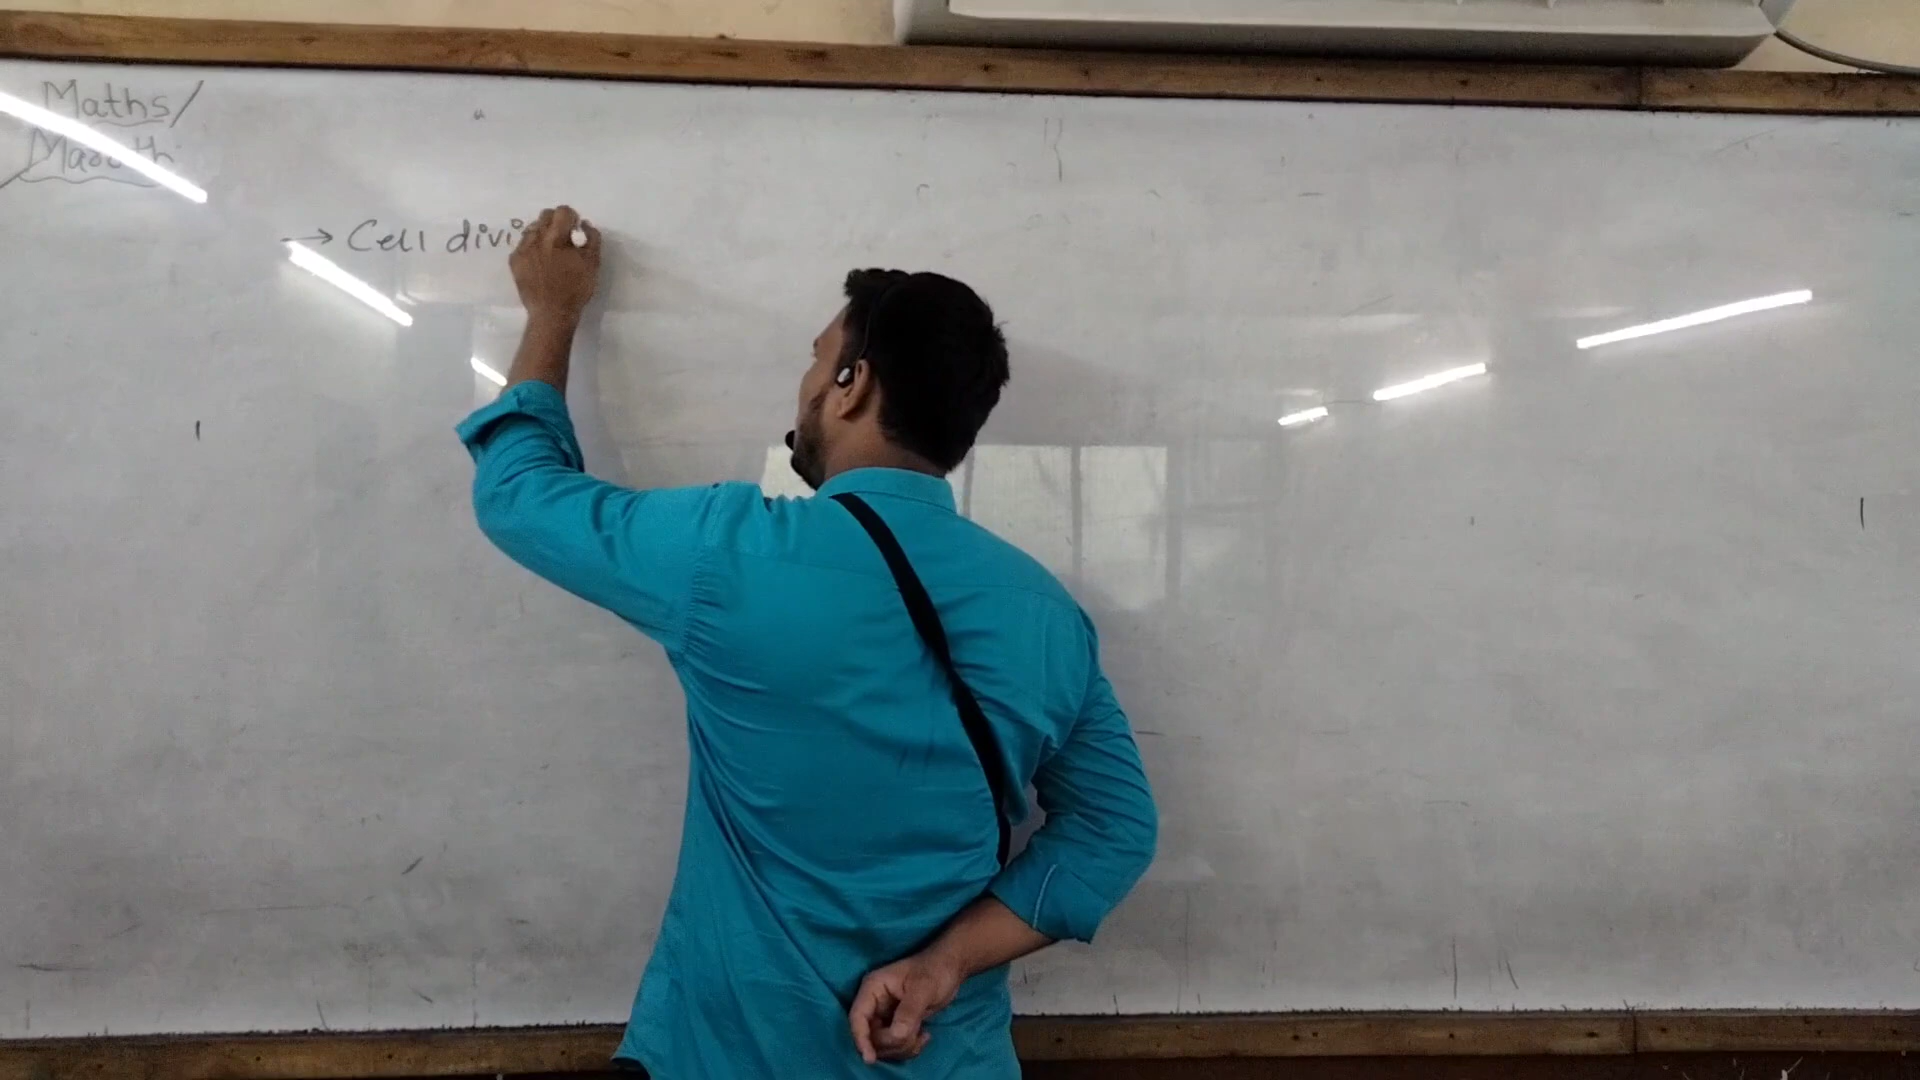 Maths/
→ Cell divi